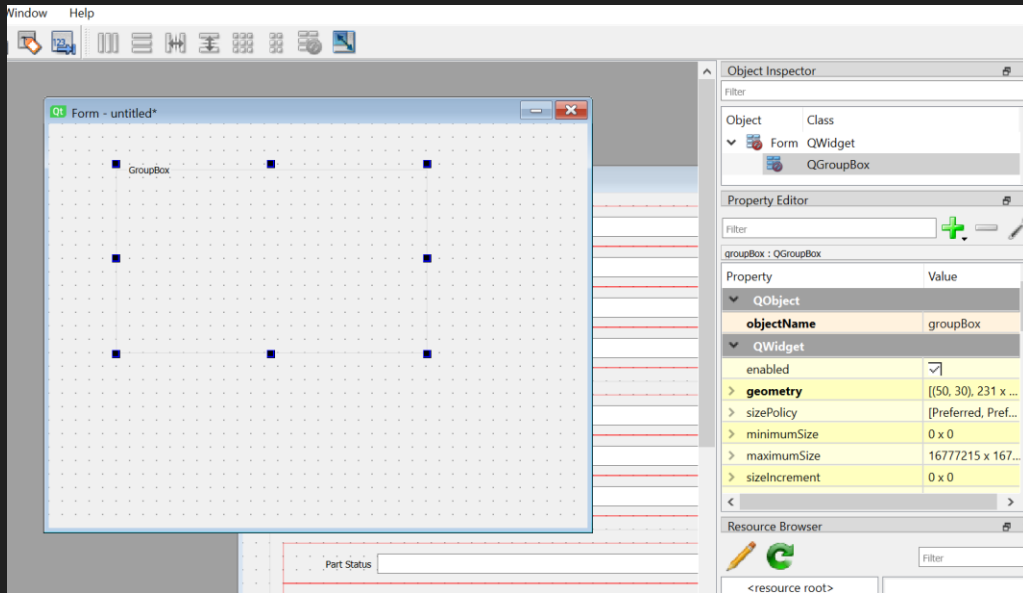 Window Help
123
Object Inspector
Filter
Object Class
Form QWidget
QGroupBox
Property Editor
Filter
groupBox : QGroupBox
Property Value
QObject
objectName groupBox
QWidget
enabled
geometry [(50, 30), 231 x ...
sizePolicy [Preferred, Pref...
minimumSize 0 x 0
maximumSize 16777215 x 167...
sizeIncrement 0 x 0
Resource Browser
Filter
<resource root>
Qt Form - untitled*
GroupBox
Part Status